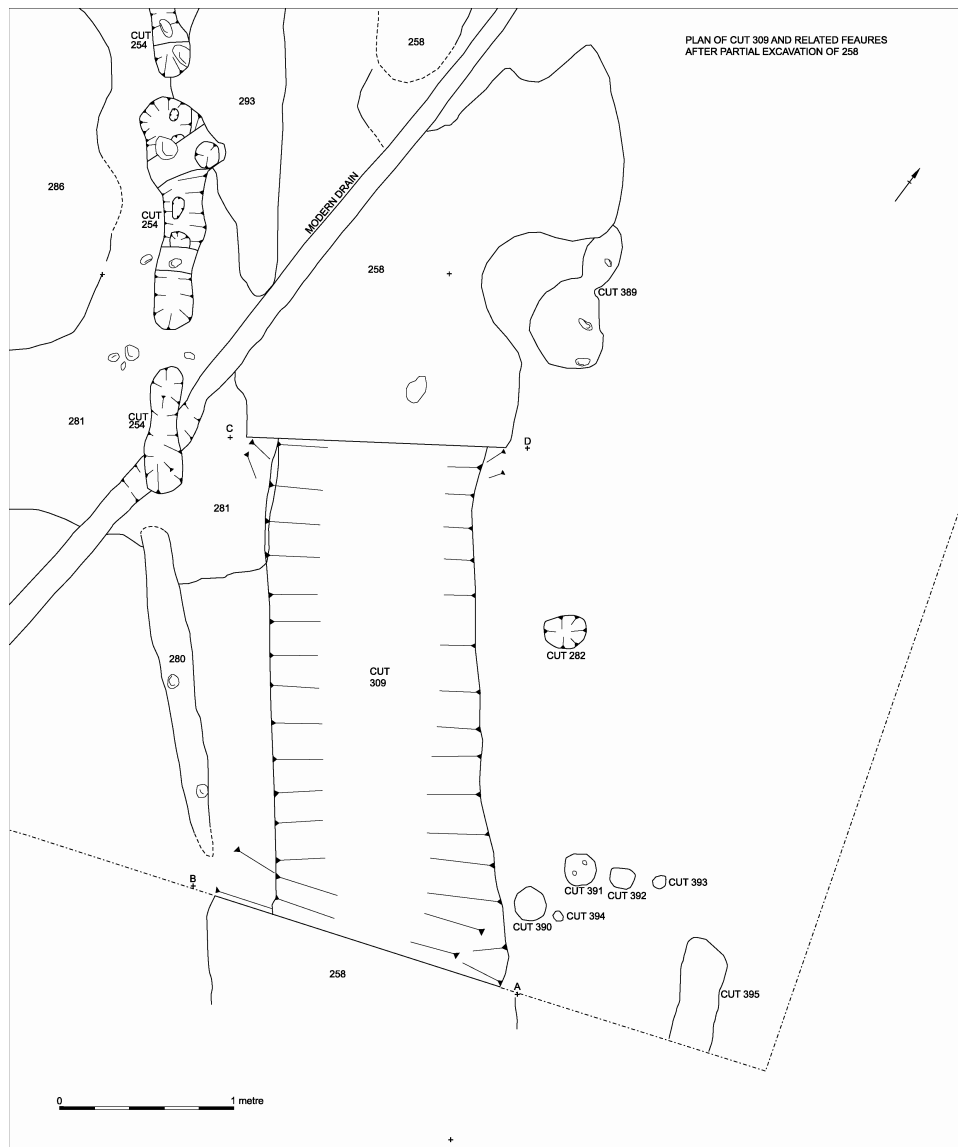 PLAN OF CUT 309 AND RELATED FEAURES
AFTER PARTIAL EXCAVATION OF 258
CUT
254
258
293
286
MODERN DRAIN
CUT
254
258
CUT 389
281
CUT
254
C
D
281
CUT 282
280
CUT
309
B
CUT 391
CUT 392
CUT 393
CUT 390
CUT 394
258
A
CUT 395
0
1 metre